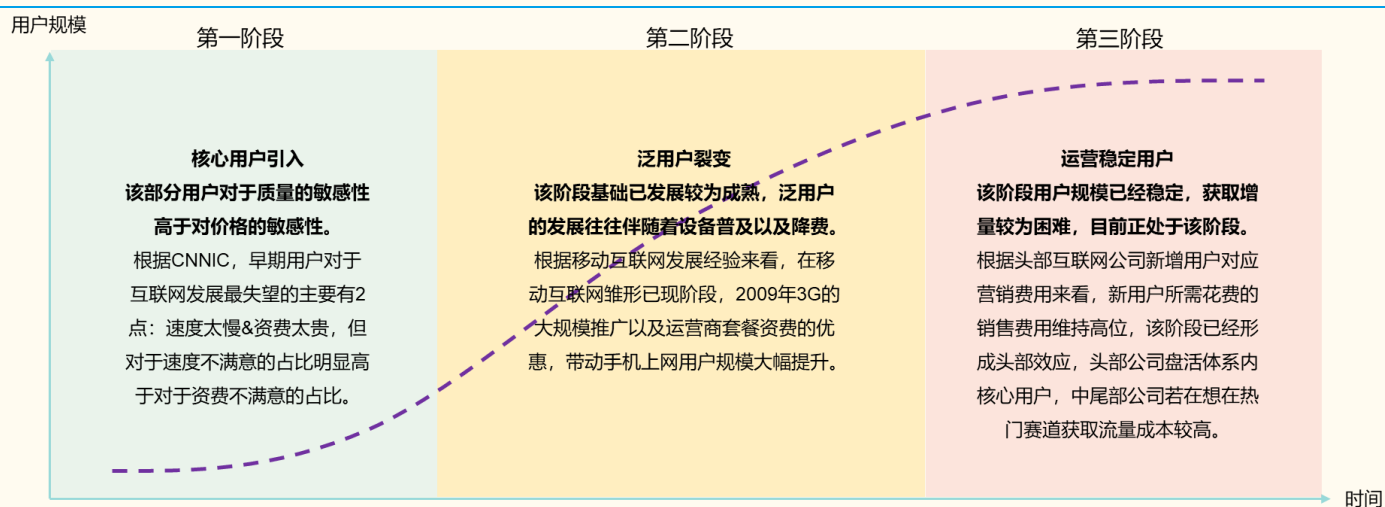 用户规模
第一阶段
第二阶段
第三阶段
核心用户引入
该部分用户对于质量的敏感性
高于对价格的敏感性。
根据CNNIC，早期用户对于
互联网发展最失望的主要有2
点：速度太慢&资费太贵，但
对于速度不满意的占比明显高
于对于资费不满意的占比。
泛用户裂变
该阶段基础已发展较为成熟，泛用户
的发展往往伴随着设备普及以及降费。
根据移动互联网发展经验来看，在移
动互联网雏形已现阶段，2009年3G的
大规模推广以及运营商套餐资费的优
惠，带动手机上网用户规模大幅提升。
运营稳定用户
该阶段用户规模已经稳定，获取增
量较为困难，目前正处于该阶段。
根据头部互联网公司新增用户对应
营销费用来看，新用户所需花费的
销售费用维持高位，该阶段已经形
成头部效应，头部公司盘活体系内
核心用户，中尾部公司若在想在热
门赛道获取流量成本较高。
时间